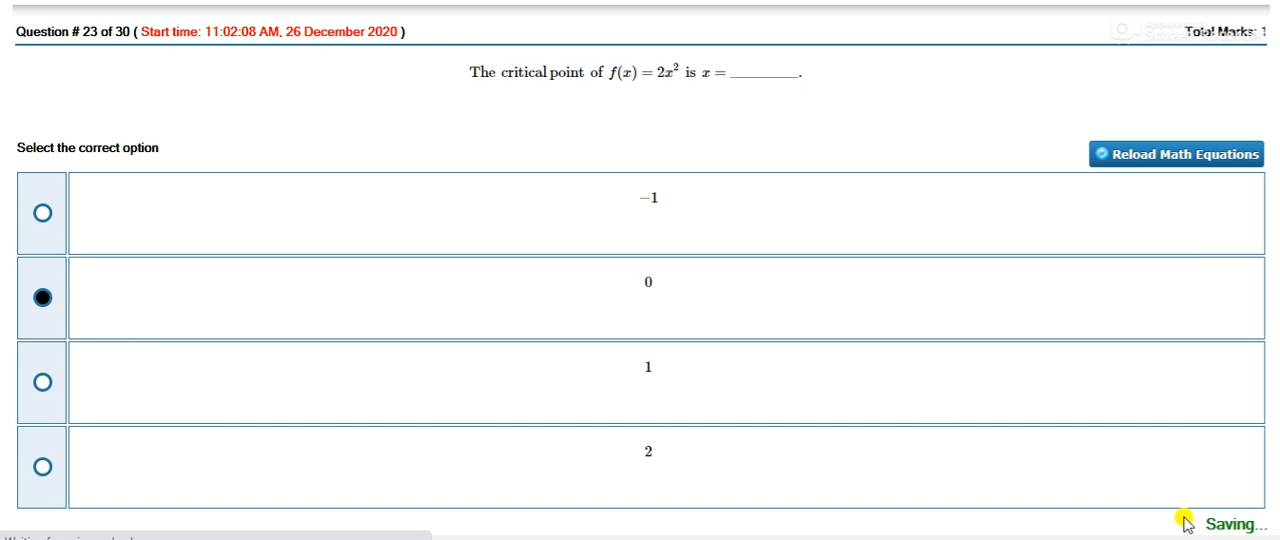 Question # 23 of 30 ( Start time: 11:02:08 AM, 26 December 2020 )
Total Marks: 1
The critical point of f(x) = 2x² is x = ________.
Select the correct option
Reload Math Equations
−1
0
1
2
Saving...